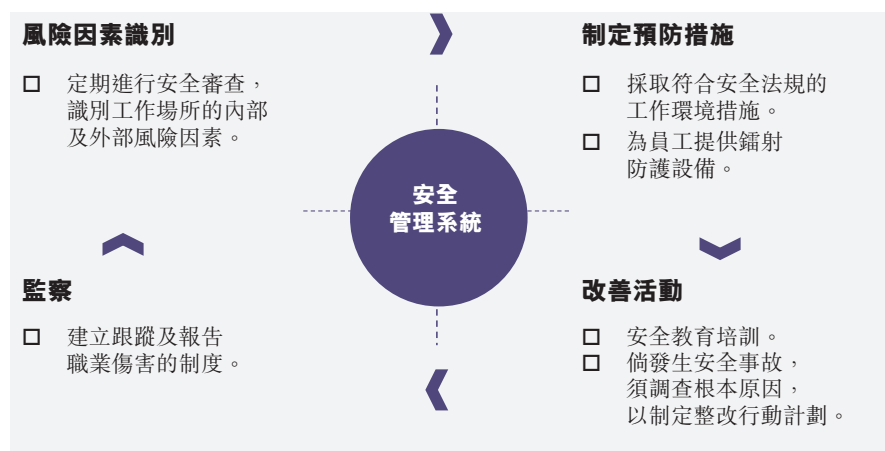 風險因素識別
□ 定期進行安全審查，
識別工作場所的內部
及外部風險因素。
制定預防措施
□ 採取符合安全法規的
工作環境措施。
□ 為員工提供鐳射
防護設備。
安全
管理系統
監察
□ 建立跟蹤及報告
職業傷害的制度。
改善活動
□ 安全教育培訓。
□ 倘發生安全事故，
須調查根本原因，
以制定整改行動計劃。